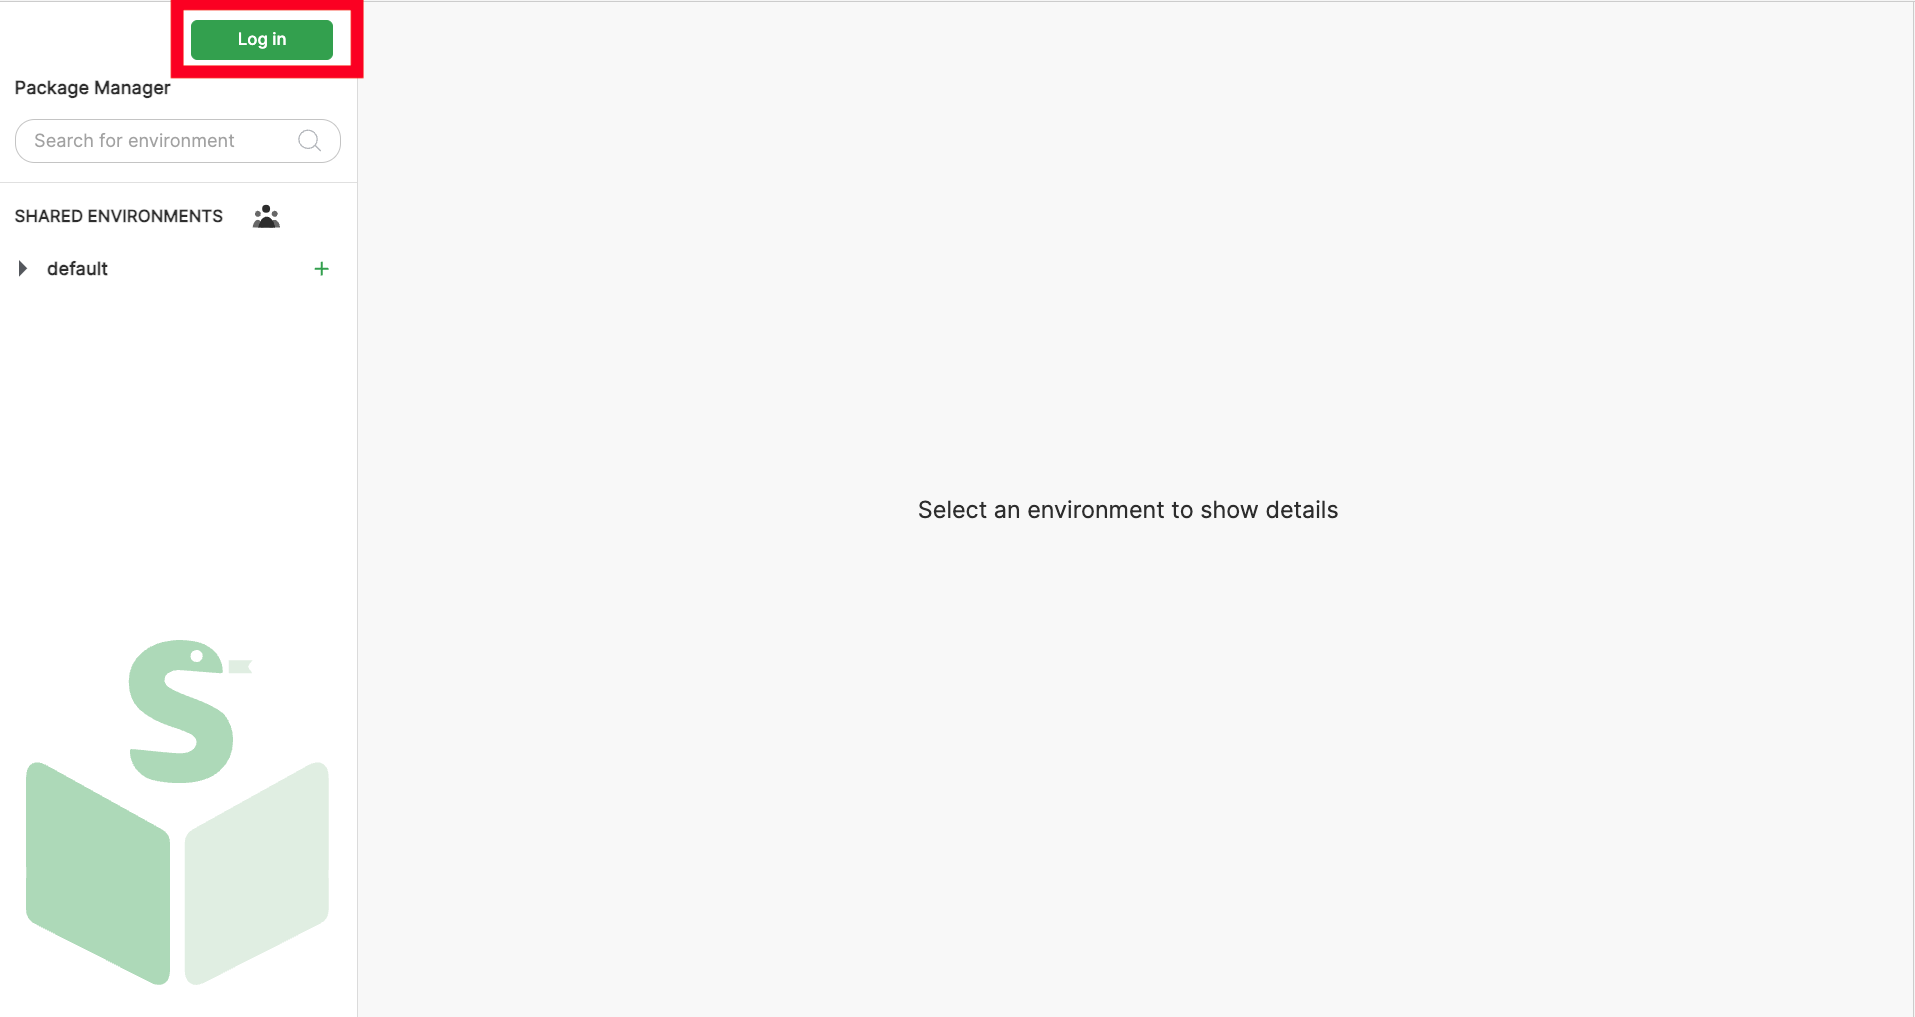 Log in
Package Manager
Search for environment
SHARED ENVIRONMENTS
default
+
Select an environment to show details